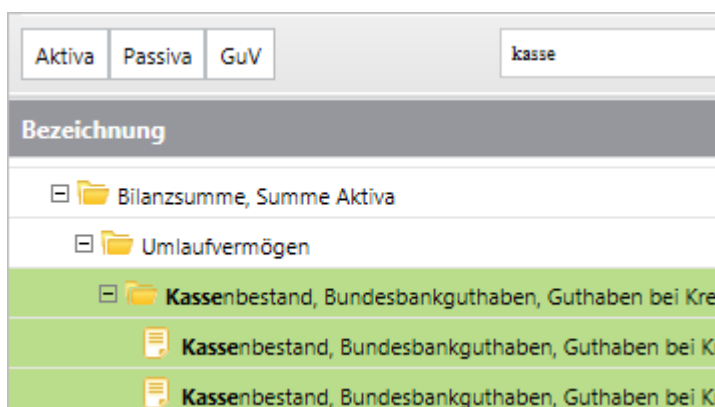 Aktiva Passiva GuV kasse
Bezeichnung
Bilanzsumme, Summe Aktiva
Umlaufvermögen
Kassenbestand, Bundesbankguthaben, Guthaben bei Kre
Kassenbestand, Bundesbankguthaben, Guthaben bei K
Kassenbestand, Bundesbankguthaben, Guthaben bei K